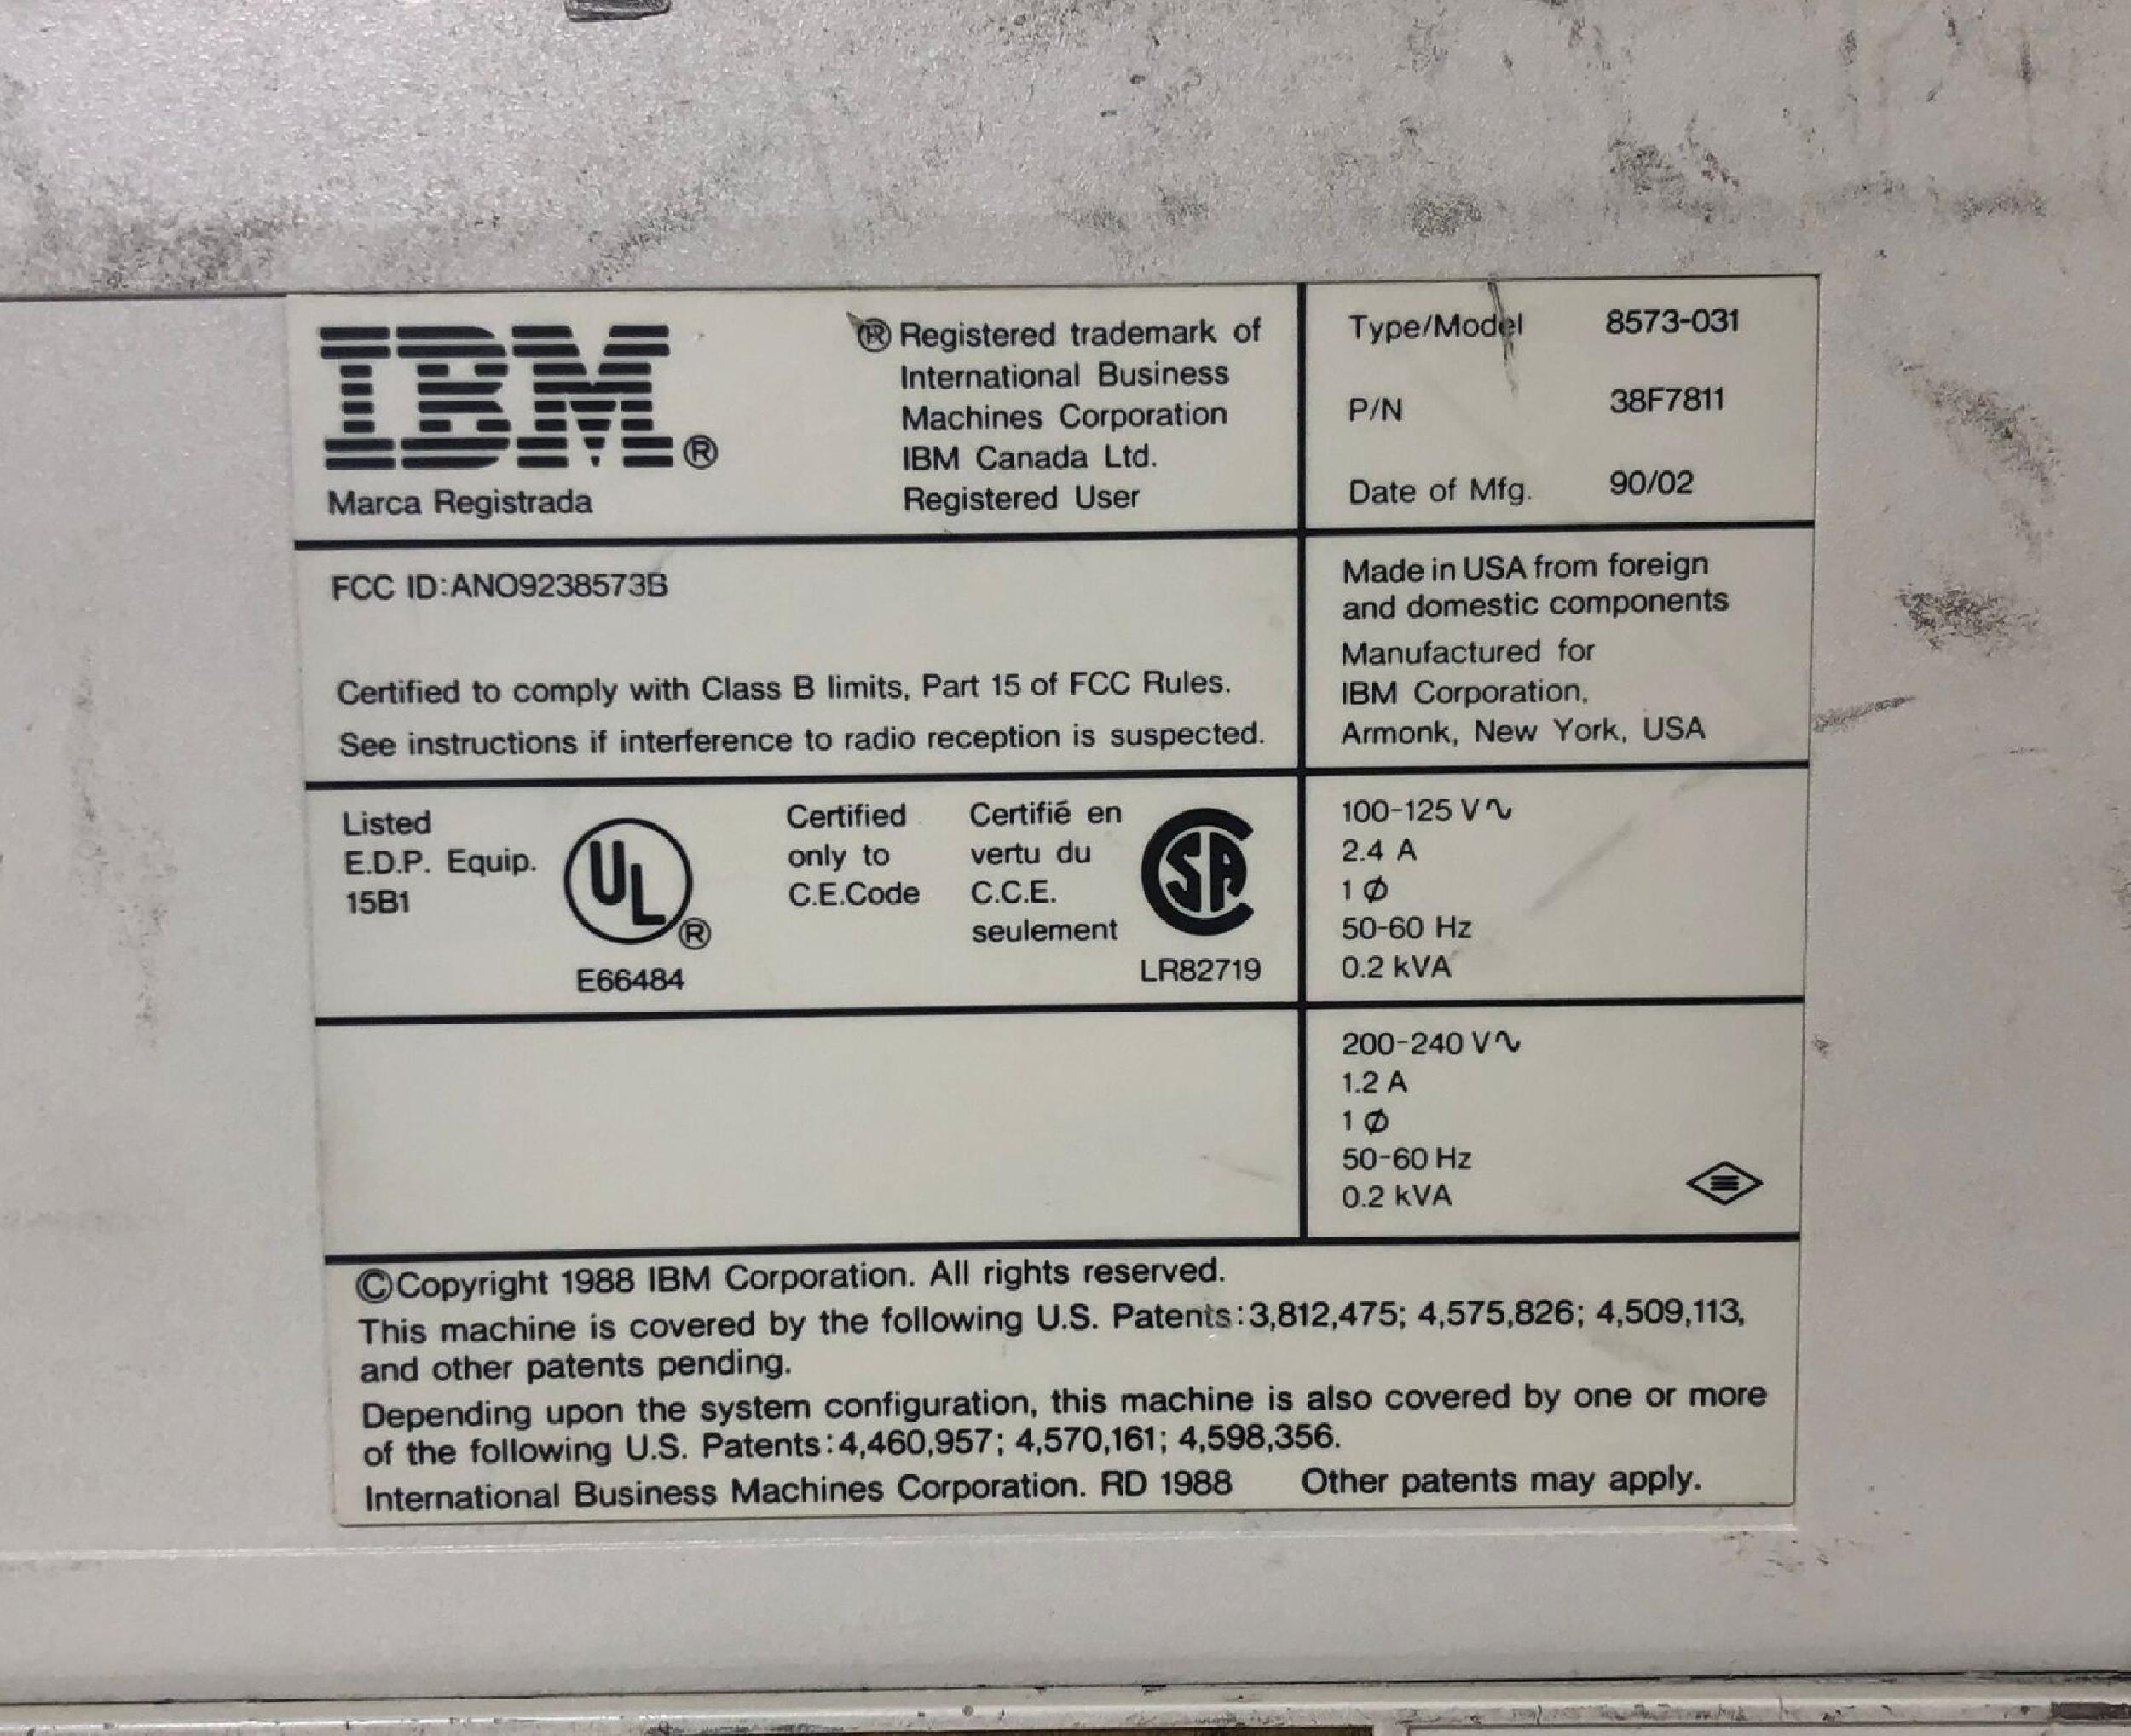 IBM®
Marca Registrada
® Registered trademark of
International Business
Machines Corporation
IBM Canada Ltd.
Registered User
Type/Model 8573-031
P/N 38F7811
Date of Mfg. 90/02
FCC ID:ANO9238573B
Certified to comply with Class B limits, Part 15 of FCC Rules.
See instructions if interference to radio reception is suspected.
Made in USA from foreign
and domestic components
Manufactured for
IBM Corporation,
Armonk, New York, USA
Listed
E.D.P. Equip.
15B1
UL®
E66484
Certified
only to
C.E.Code
Certifié en
vertu du
C.C.E.
seulement
CSA
LR82719
100-125 V∿
2.4 A
1 Ø
50-60 Hz
0.2 kVA
200-240 V∿
1.2 A
1 Ø
50-60 Hz
0.2 kVA
©Copyright 1988 IBM Corporation. All rights reserved.
This machine is covered by the following U.S. Patents:3,812,475; 4,575,826; 4,509,113,
and other patents pending.
Depending upon the system configuration, this machine is also covered by one or more
of the following U.S. Patents:4,460,957; 4,570,161; 4,598,356.
International Business Machines Corporation. RD 1988 Other patents may apply.